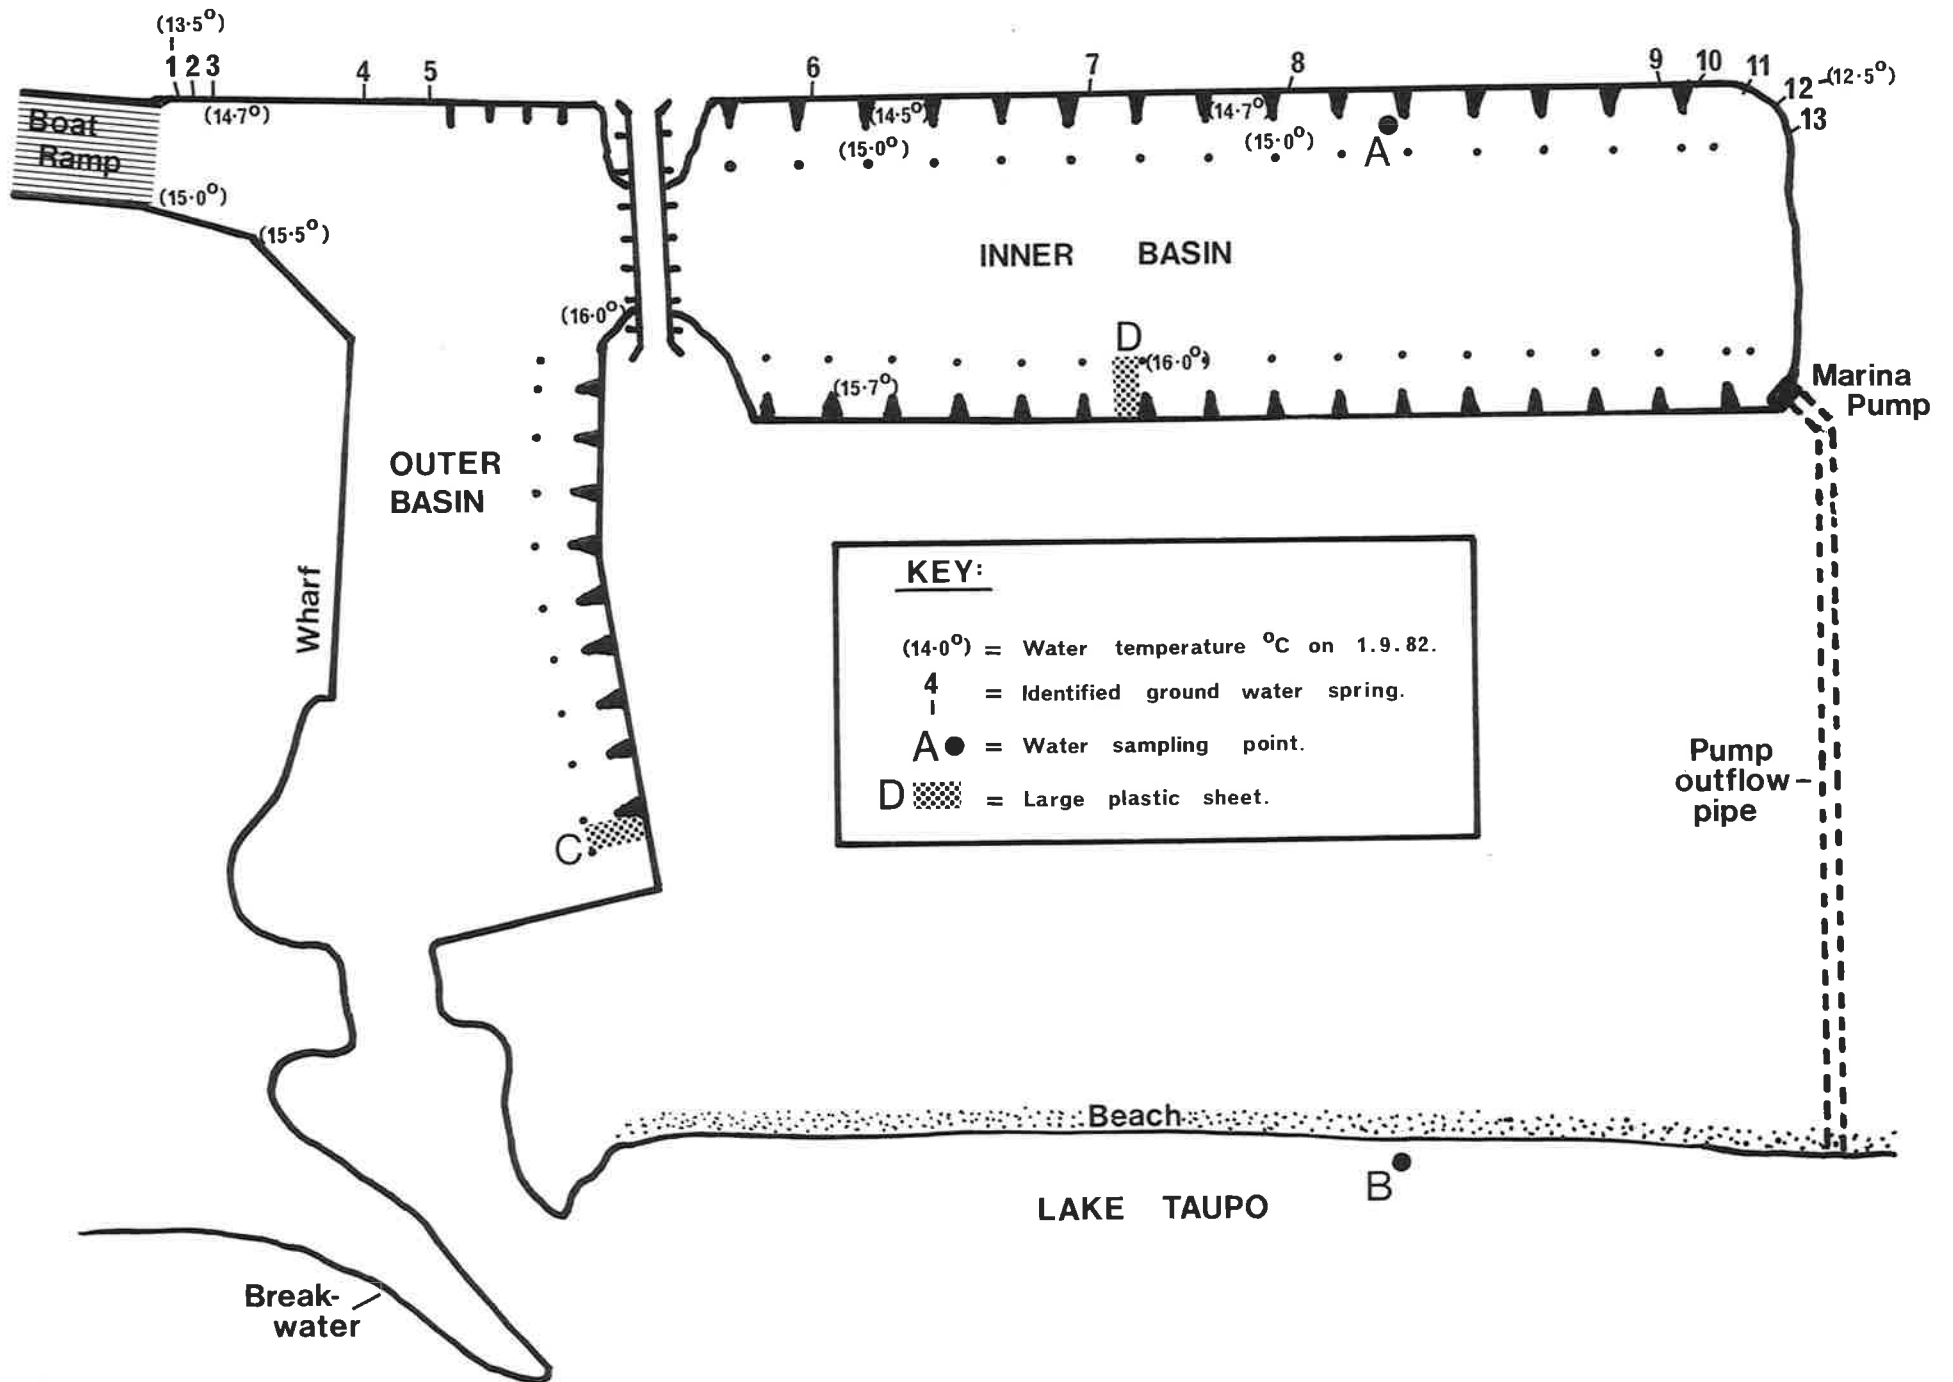 (13·5°)
1 2 3 4 5 6 7 8 9 10 11 12 (12·5°)
13
Boat
Ramp
(14·7°)
(14·5°)
(14·7°)
(15·0°)
(15·0°)
A
(15·0°)
(15·5°)
INNER BASIN
(16·0°)
D
(16·0°)
(15·7°)
Marina
Pump
OUTER
BASIN
Wharf
KEY:
(14·0°) = Water temperature °C on 1.9.82.
4 = Identified ground water spring.
A = Water sampling point.
D = Large plastic sheet.
C
Pump
outflow
pipe
Beach
B
LAKE TAUPO
Break-
water